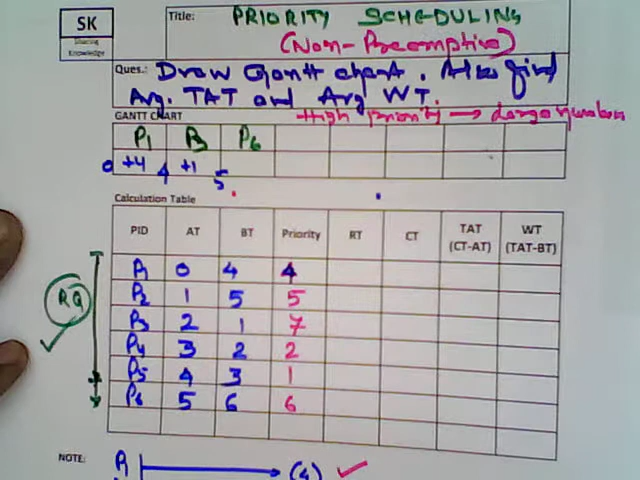 SK
Sharing
Knowledge
Title: PRIORITY SCHEDULING
(Non-Preemptive)
Ques.: Draw Gantt chart. Also find
Avg. TAT and Avg WT.
GANTT CHART
High priority → Large numbers
P1 P3 P6
0 +4 4 +1 5
Calculation Table
PID AT BT Priority RT CT TAT (CT-AT) WT (TAT-BT)
P1 0 4 4
P2 1 5 5
RQ
P3 2 1 7
P4 3 2 2
P5 4 3 1
P6 5 6 6
NOTE:
P1 → (4) ✓